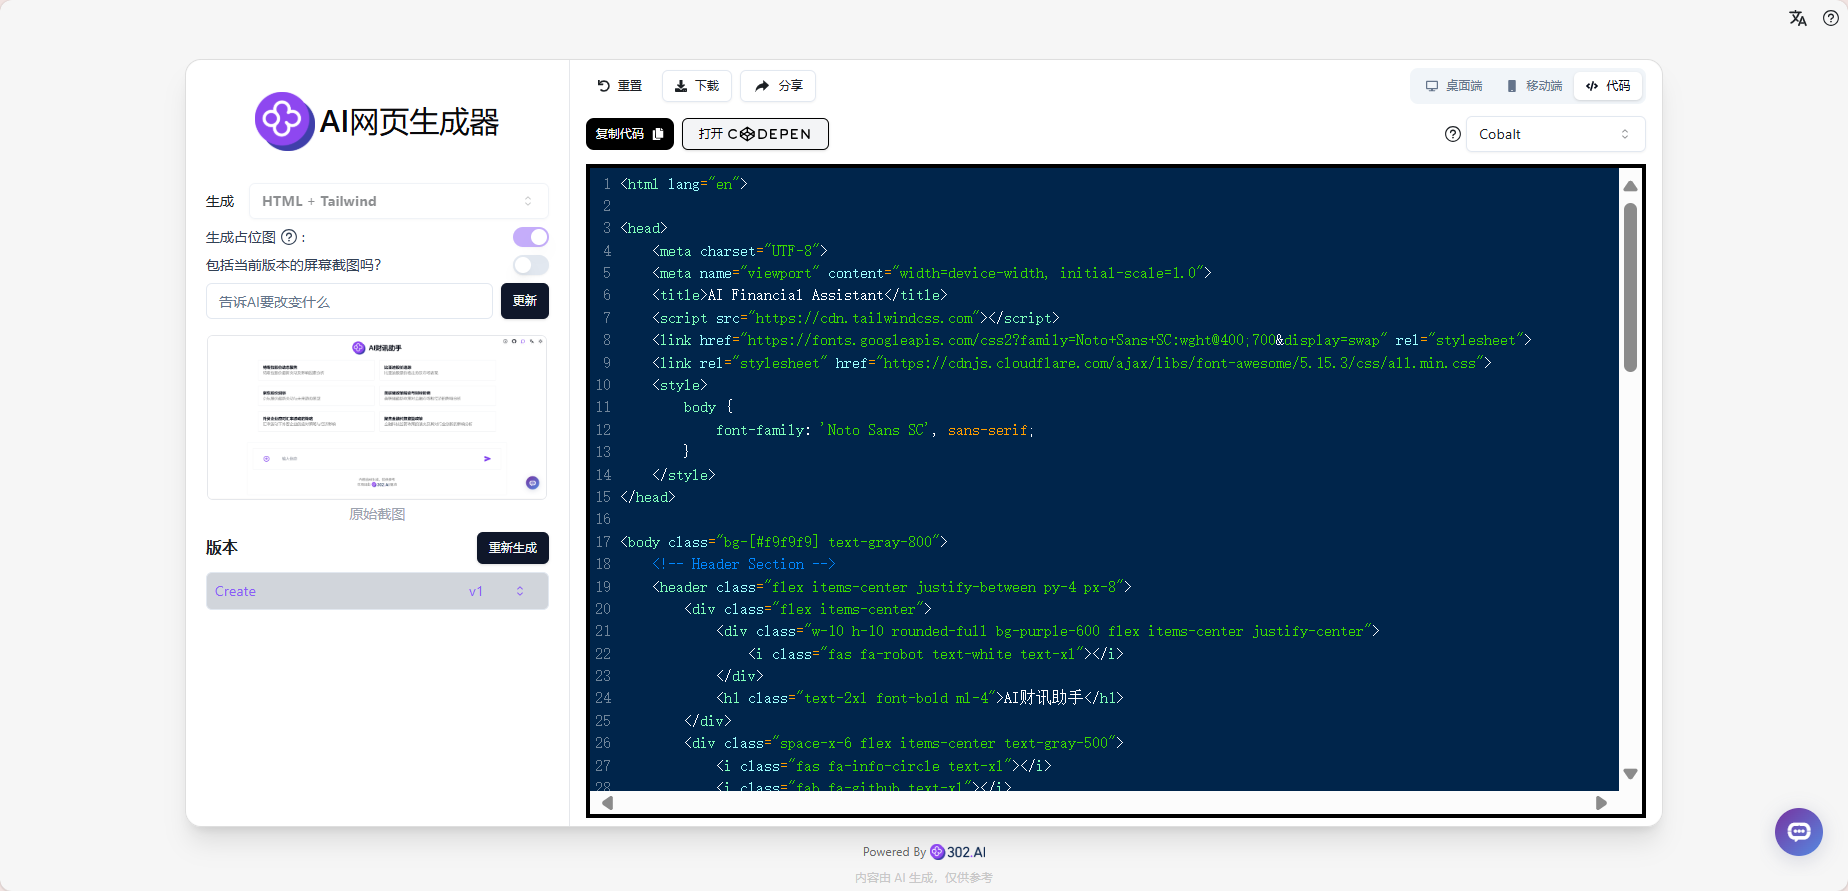 AI网页生成器
生成 HTML + Tailwind
生成占位图 :
包括当前版本的屏幕截图吗?
告诉AI要改变什么 更新
AI财讯助手
302.AI
原始截图
版本 重新生成
Create v1
重置 下载 分享
桌面端 移动端 代码
复制代码 打开 CODEPEN
Cobalt
1 <html lang="en">
2
3 <head>
4 <meta charset="UTF-8">
5 <meta name="viewport" content="width=device-width, initial-scale=1.0">
6 <title>AI Financial Assistant</title>
7 <script src="https://cdn.tailwindcss.com"></script>
8 <link href="https://fonts.googleapis.com/css2?family=Noto+Sans+SC:wght@400;700&display=swap" rel="stylesheet">
9 <link rel="stylesheet" href="https://cdnjs.cloudflare.com/ajax/libs/font-awesome/5.15.3/css/all.min.css">
10 <style>
11 body {
12 font-family: 'Noto Sans SC', sans-serif;
13 }
14 </style>
15 </head>
16
17 <body class="bg-[#f9f9f9] text-gray-800">
18 <!-- Header Section -->
19 <header class="flex items-center justify-between py-4 px-8">
20 <div class="flex items-center">
21 <div class="w-10 h-10 rounded-full bg-purple-600 flex items-center justify-center">
22 <i class="fas fa-robot text-white text-xl"></i>
23 </div>
24 <h1 class="text-2xl font-bold ml-4">AI财讯助手</h1>
25 </div>
26 <div class="space-x-6 flex items-center text-gray-500">
27 <i class="fas fa-info-circle text-xl"></i>
28 <i class="fab fa-github text-xl"></i>
Powered By 302.AI
内容由 AI 生成，仅供参考